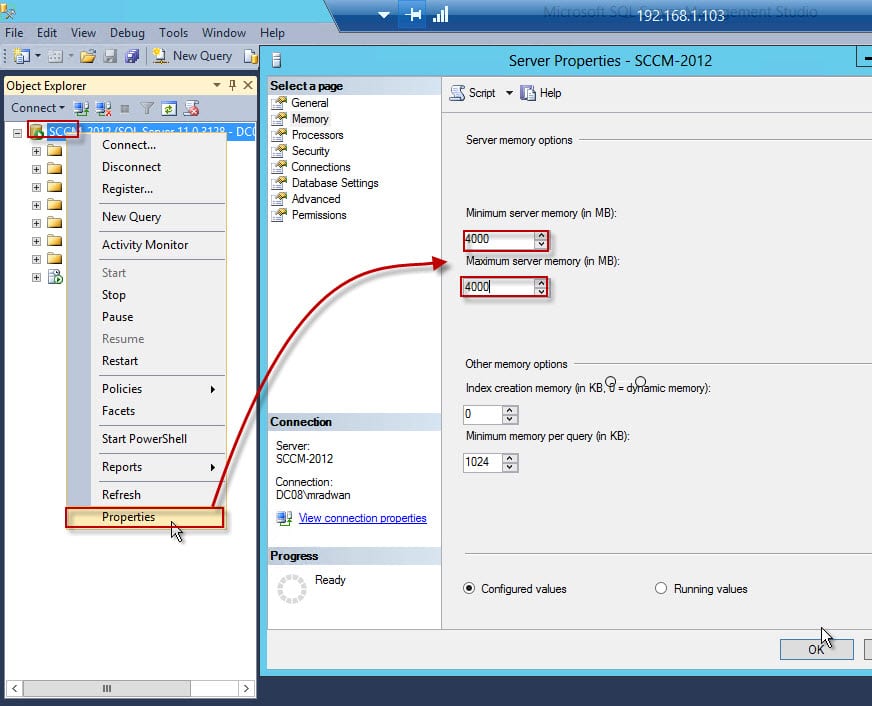 Microsoft SQL Server Management Studio
192.168.1.103
File Edit View Debug Tools Window Help
New Query
Object Explorer
Connect
SCCM-2012 (SQL Server 11.0.3128 - DC0
Connect...
Disconnect
Register...
New Query
Activity Monitor
Start
Stop
Pause
Resume
Restart
Policies
Facets
Start PowerShell
Reports
Refresh
Properties
Server Properties - SCCM-2012
Select a page
General
Memory
Processors
Security
Connections
Database Settings
Advanced
Permissions
Connection
Server:
SCCM-2012
Connection:
DC08\mradwan
View connection properties
Progress
Ready
Script Help
Server memory options
Minimum server memory (in MB):
4000
Maximum server memory (in MB):
4000
Other memory options
Index creation memory (in KB, 0 = dynamic memory):
0
Minimum memory per query (in KB):
1024
Configured values Running values
OK